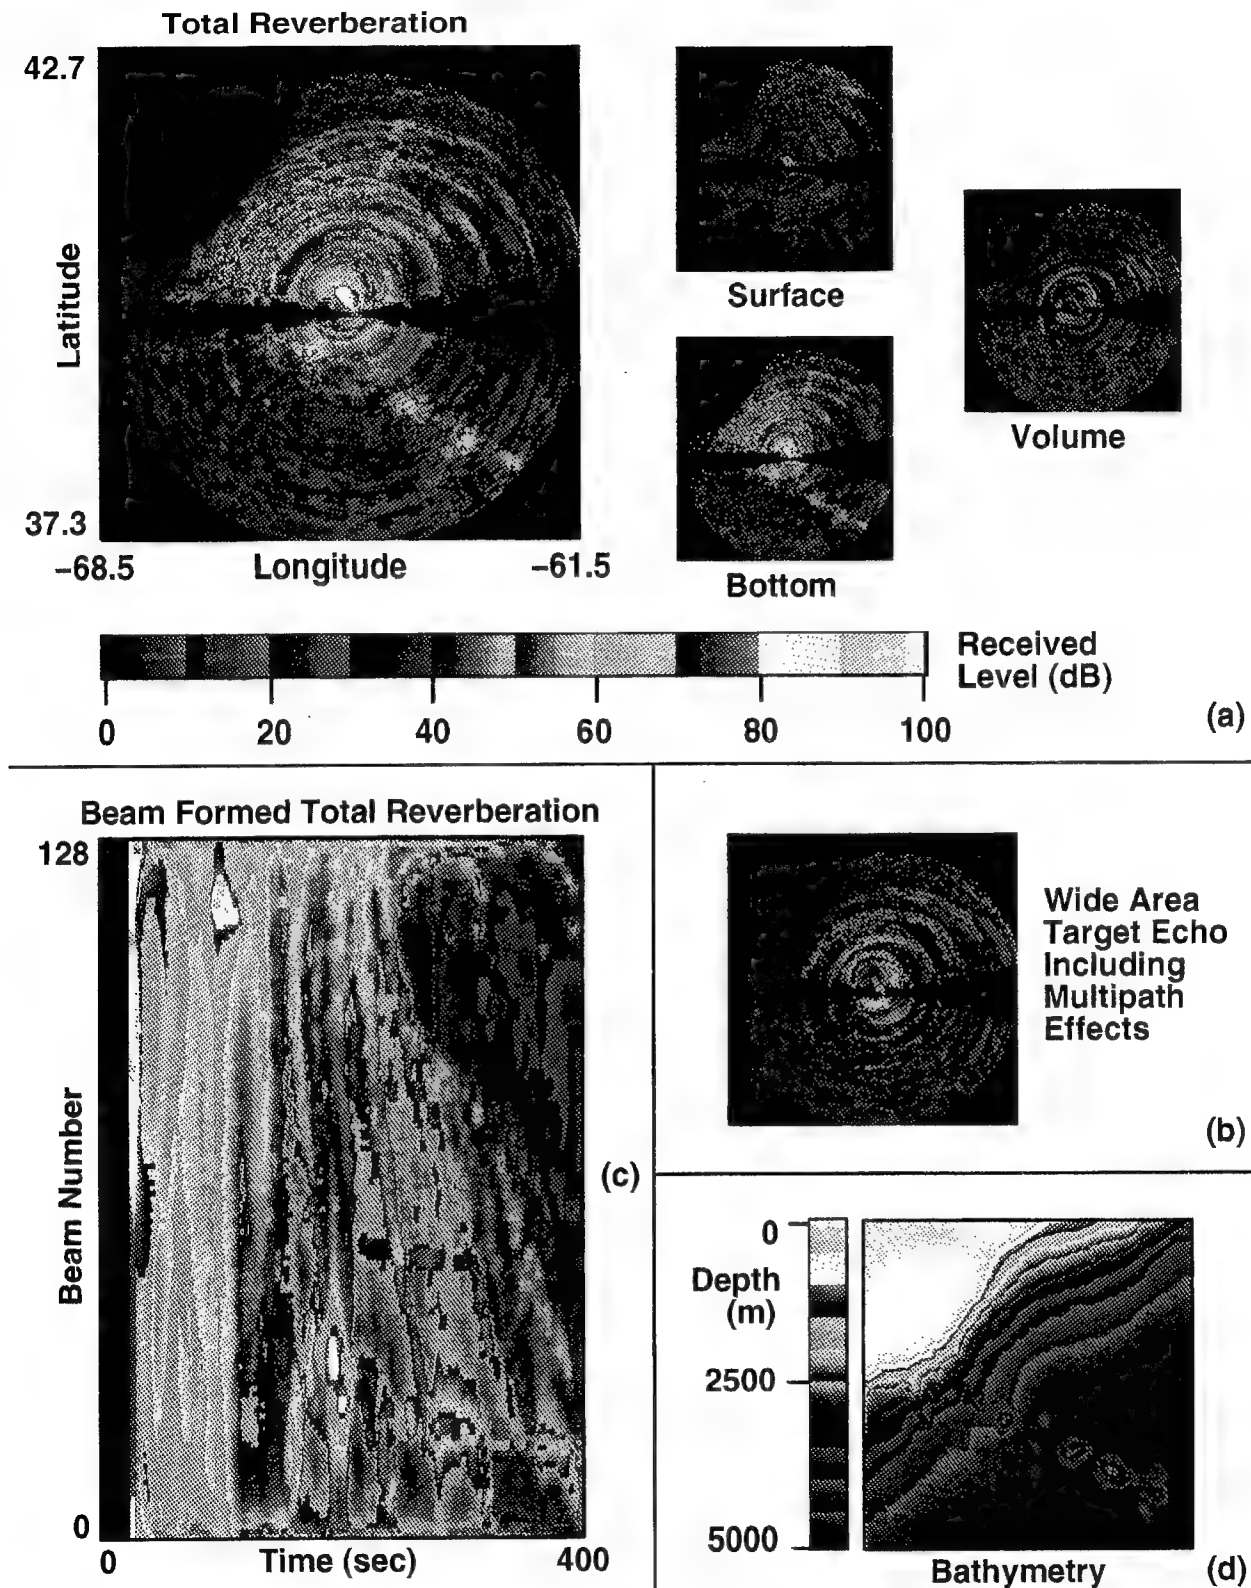 Total Reverberation
42.7
Latitude
37.3
-68.5
Longitude
-61.5
Surface
Bottom
Volume
0
20
40
60
80
100
Received
Level (dB)
(a)
Beam Formed Total Reverberation
128
Beam Number
0
0
Time (sec)
400
(c)
Wide Area
Target Echo
Including
Multipath
Effects
(b)
0
Depth
(m)
2500
5000
Bathymetry
(d)